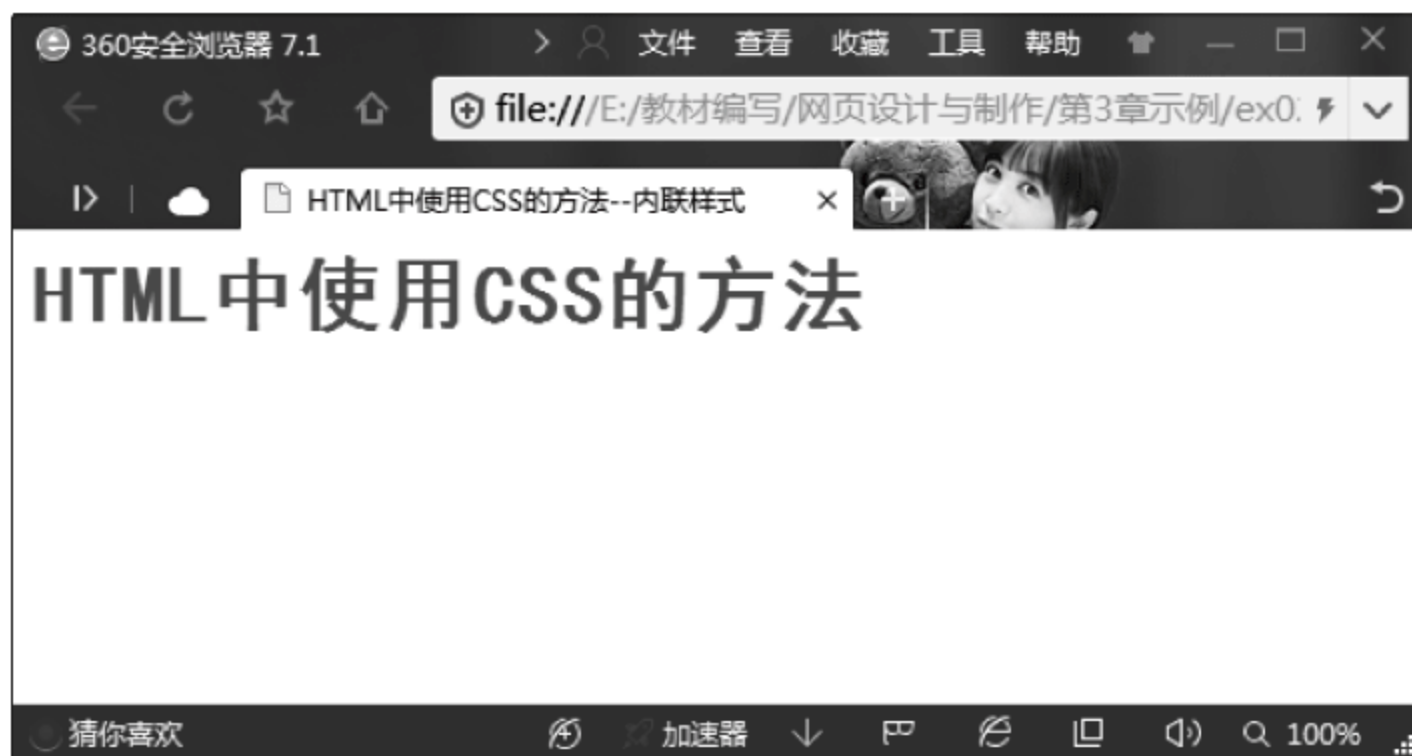 360安全浏览器 7.1 文件 查看 收藏 工具 帮助
file:///E:/教材编写/网页设计与制作/第3章示例/ex0
HTML中使用CSS的方法--内联样式
HTML中使用CSS的方法
猜你喜欢 加速器 100%